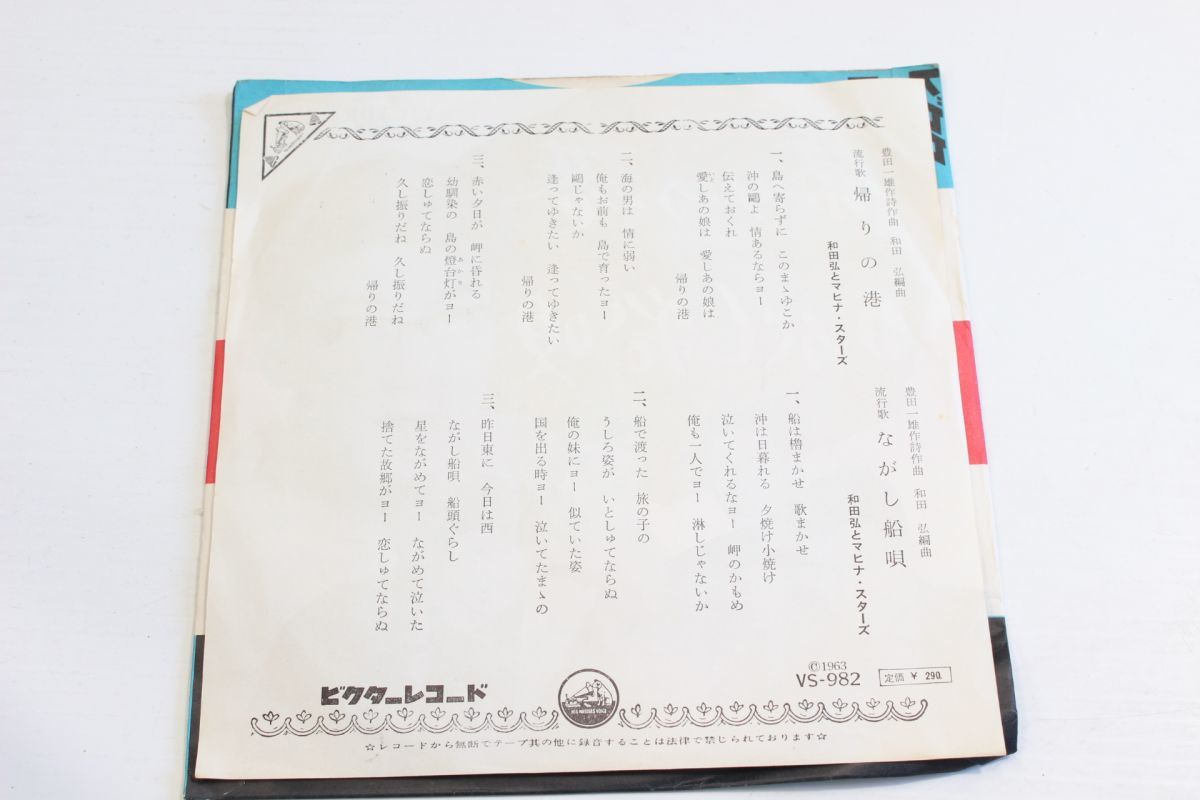 豊田一雄作詩作曲 和田 弘編曲
流行歌 帰りの港
和田弘とマヒナ・スターズ
一、島へ寄らずに このまゝゆこか
沖の鷗よ 情あるならヨー
伝えておくれ
愛しあの娘は 愛しあの娘は
帰りの港
二、海の男は 情に弱い
俺もお前も 島で育ったヨー
鷗じゃないか
逢ってゆきたい 逢ってゆきたい
帰りの港
三、赤い夕日が 岬に昏れる
幼馴染の 島の燈台灯がヨー
恋しゅてならぬ
久し振りだね 久し振りだね
帰りの港
豊田一雄作詩作曲 和田 弘編曲
流行歌 ながし船唄
和田弘とマヒナ・スターズ
一、船は櫓まかせ 歌まかせ
沖は日暮れる 夕焼け小焼け
泣いてくれるなヨー 岬のかもめ
俺も一人でヨー 淋しじゃないか
二、船で渡った 旅の子の
うしろ姿が いとしゅてならぬ
俺の妹にヨー 似ていた姿
国を出る時ヨー 泣いてたまゝの
三、昨日東に 今日は西
ながし船唄 船頭ぐらし
星をながめてヨー ながめて泣いた
捨てた故郷がヨー 恋しゅてならぬ
ビクターレコード
HIS MASTERS VOICE
©1963
VS-982
定価 ¥ 290.
☆レコードから無断でテープ其の他に録音することは法律で禁じられております☆